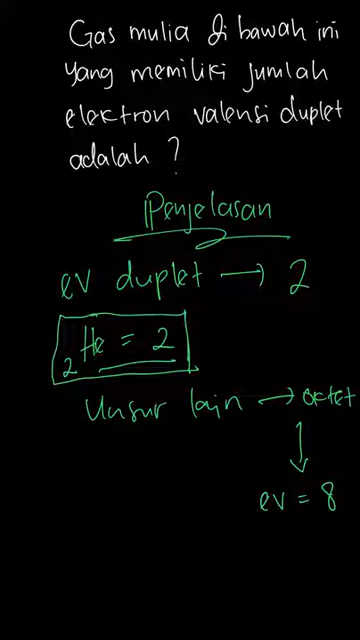 Gas mulia di bawah ini
yang memiliki jumlah
elektron valensi duplet
adalah ?
Penjelasan
ev duplet → 2
₂He = 2
Unsur lain → oktet
↓
ev = 8